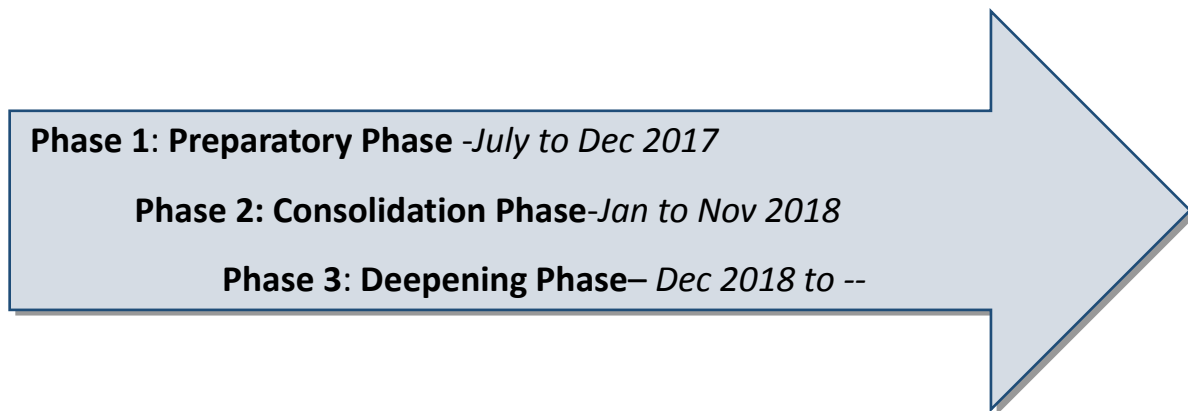 Phase 1: Preparatory Phase -July to Dec 2017
Phase 2: Consolidation Phase-Jan to Nov 2018
Phase 3: Deepening Phase– Dec 2018 to --